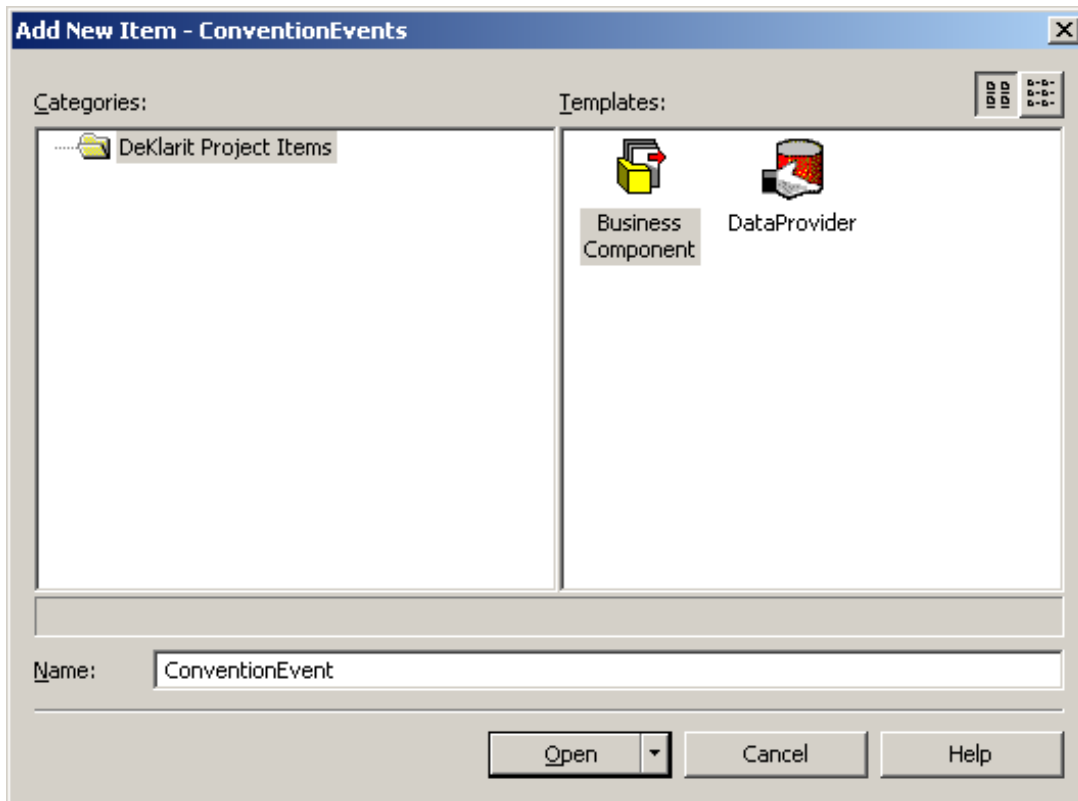 Add New Item - ConventionEvents
Categories:
Templates:
DeKlarit Project Items
Business
Component
DataProvider
Name:
ConventionEvent
Open
Cancel
Help